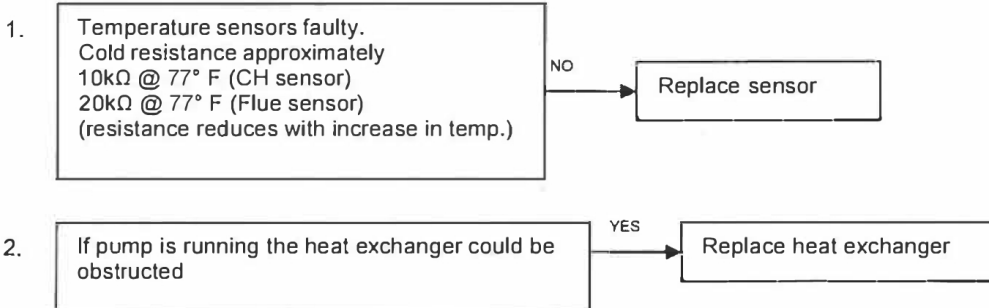 1.
Temperature sensors faulty.
Cold resistance approximately
10kΩ @ 77° F (CH sensor)
20kΩ @ 77° F (Flue sensor)
(resistance reduces with increase in temp.)
NO
Replace sensor
2.
If pump is running the heat exchanger could be
obstructed
YES
Replace heat exchanger